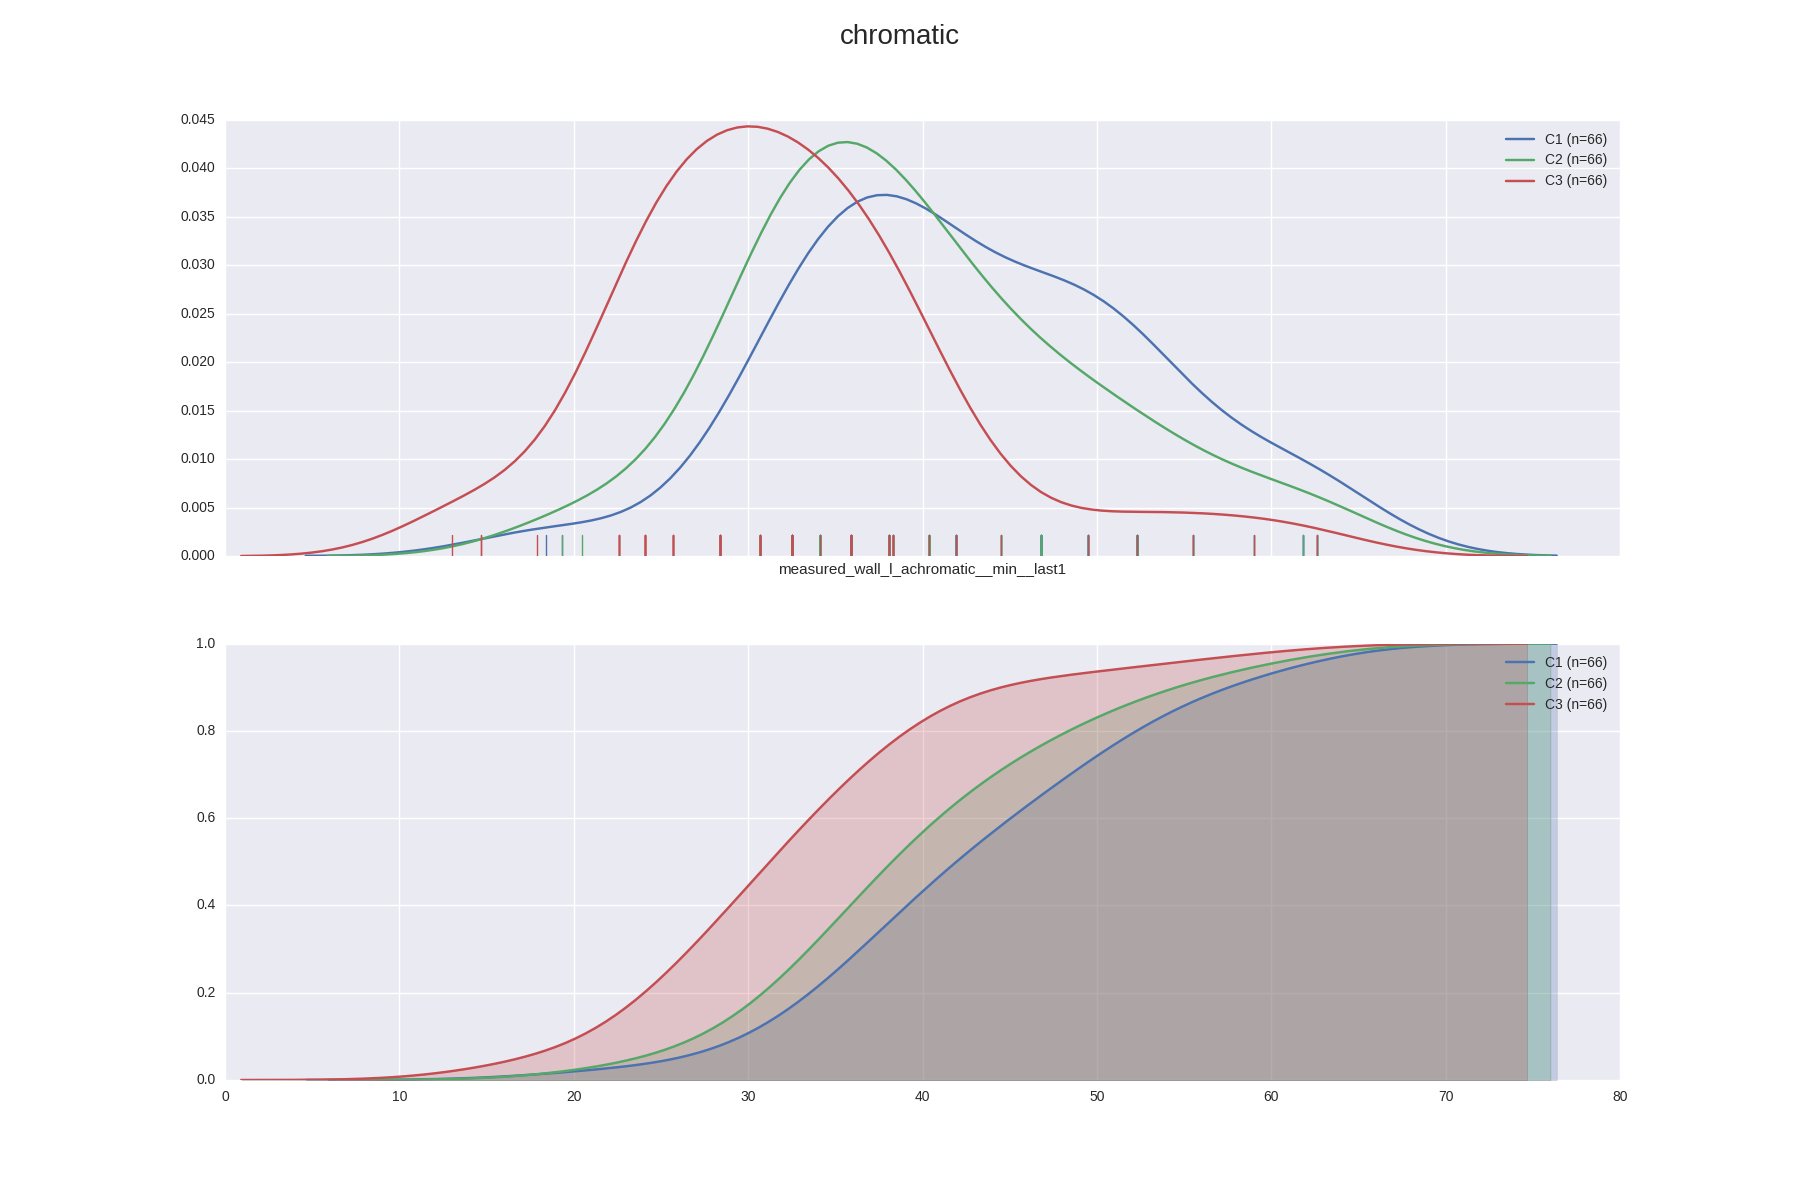 chromatic
0.045
0.040
0.035
0.030
0.025
0.020
0.015
0.010
0.005
0.000
C1 (n=66)
C2 (n=66)
C3 (n=66)
measured_wall_l_achromatic__min__last1
1.0
0.8
0.6
0.4
0.2
0.0
C1 (n=66)
C2 (n=66)
C3 (n=66)
0 10 20 30 40 50 60 70 80